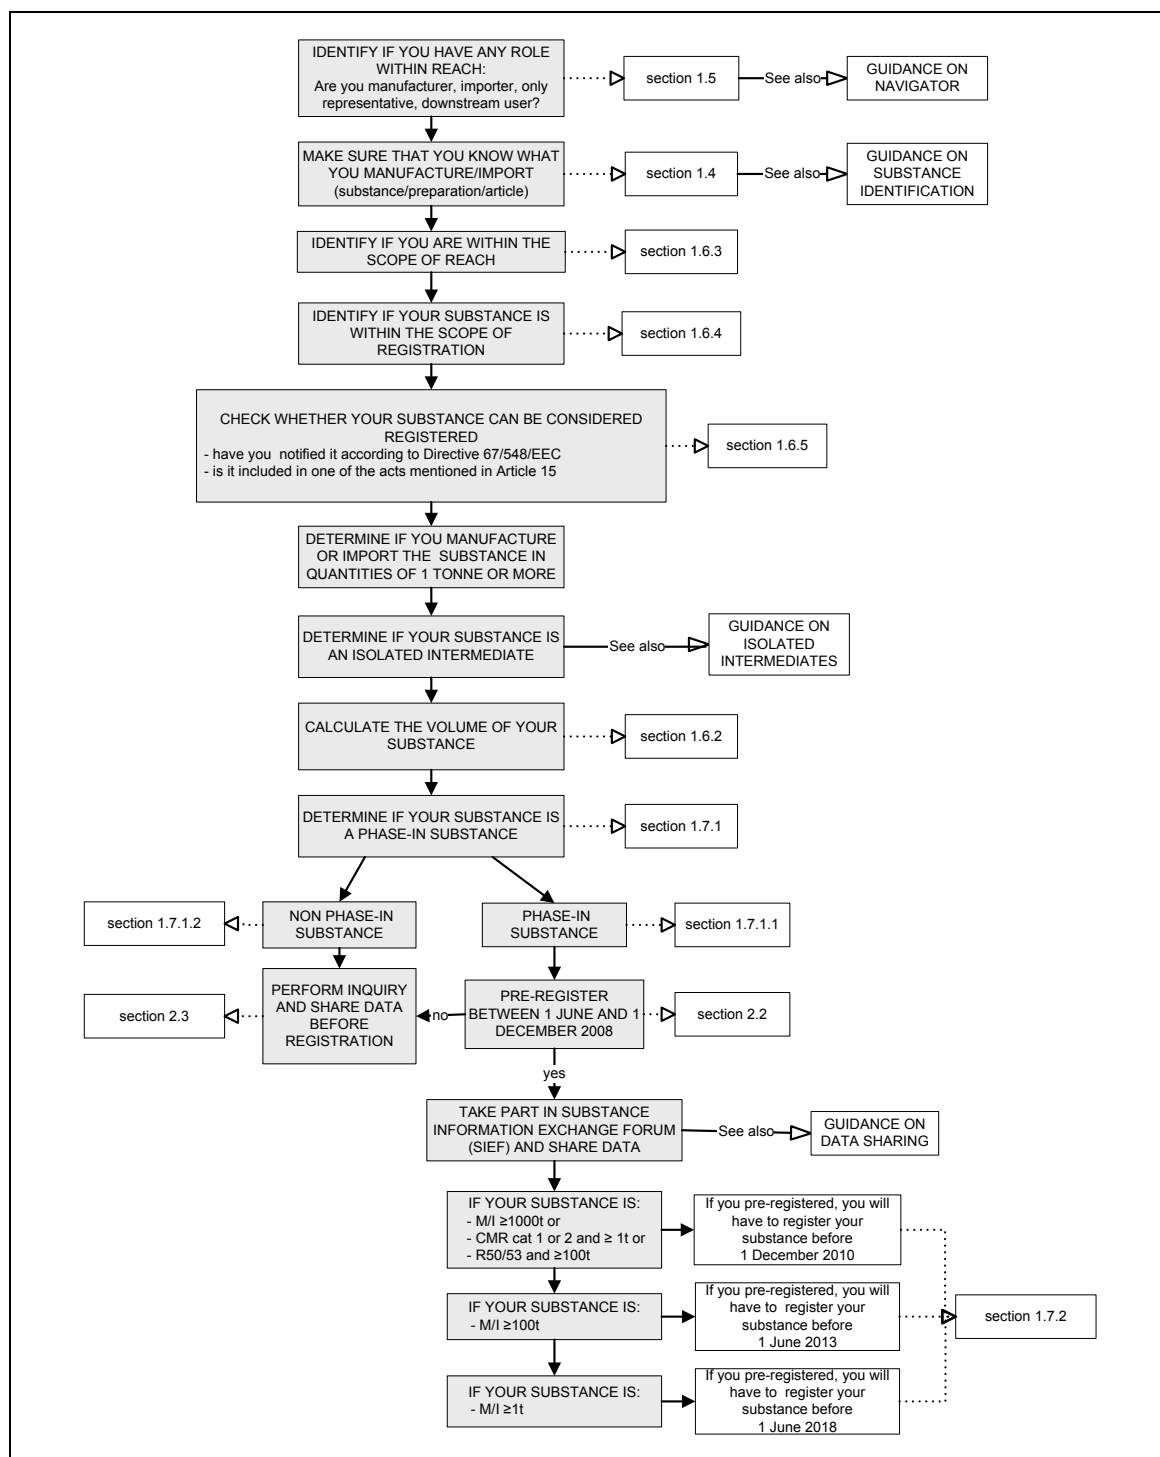 IDENTIFY IF YOU HAVE ANY ROLE
WITHIN REACH:
Are you manufacturer, importer, only
representative, downstream user?
section 1.5
See also
GUIDANCE ON
NAVIGATOR
MAKE SURE THAT YOU KNOW WHAT
YOU MANUFACTURE/IMPORT
(substance/preparation/article)
section 1.4
See also
GUIDANCE ON
SUBSTANCE
IDENTIFICATION
IDENTIFY IF YOU ARE WITHIN THE
SCOPE OF REACH
section 1.6.3
IDENTIFY IF YOUR SUBSTANCE IS
WITHIN THE SCOPE OF
REGISTRATION
section 1.6.4
CHECK WHETHER YOUR SUBSTANCE CAN BE CONSIDERED
REGISTERED
- have you notified it according to Directive 67/548/EEC
- is it included in one of the acts mentioned in Article 15
section 1.6.5
DETERMINE IF YOU MANUFACTURE
OR IMPORT THE SUBSTANCE IN
QUANTITIES OF 1 TONNE OR MORE
DETERMINE IF YOUR SUBSTANCE IS
AN ISOLATED INTERMEDIATE
See also
GUIDANCE ON
ISOLATED
INTERMEDIATES
CALCULATE THE VOLUME OF YOUR
SUBSTANCE
section 1.6.2
DETERMINE IF YOUR SUBSTANCE IS
A PHASE-IN SUBSTANCE
section 1.7.1
section 1.7.1.2
NON PHASE-IN
SUBSTANCE
PHASE-IN
SUBSTANCE
section 1.7.1.1
section 2.3
PERFORM INQUIRY
AND SHARE DATA
BEFORE
REGISTRATION
no
PRE-REGISTER
BETWEEN 1 JUNE AND 1
DECEMBER 2008
section 2.2
yes
TAKE PART IN SUBSTANCE
INFORMATION EXCHANGE FORUM
(SIEF) AND SHARE DATA
See also
GUIDANCE ON
DATA SHARING
IF YOUR SUBSTANCE IS:
- M/I ≥1000t or
- CMR cat 1 or 2 and ≥ 1t or
- R50/53 and ≥100t
If you pre-registered, you will
have to register your
substance before
1 December 2010
IF YOUR SUBSTANCE IS:
- M/I ≥100t
If you pre-registered, you will
have to register your
substance before
1 June 2013
section 1.7.2
IF YOUR SUBSTANCE IS:
- M/I ≥1t
If you pre-registered, you will
have to register your
substance before
1 June 2018